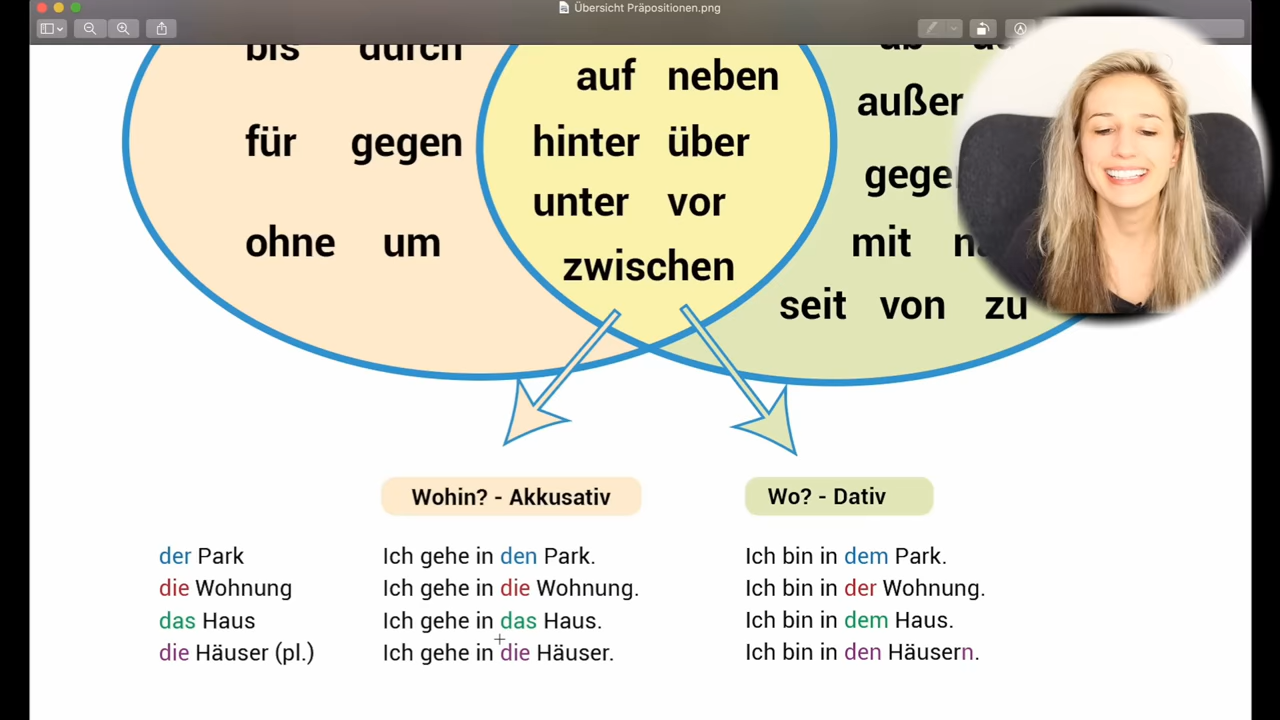 Übersicht Präpositionen.png
bis durch
auf neben
außer
für gegen
hinter über
unter vor
mit
ohne um
zwischen
seit von zu
Wohin? - Akkusativ
Wo? - Dativ
der Park
Ich gehe in den Park.
Ich bin in dem Park.
die Wohnung
Ich gehe in die Wohnung.
Ich bin in der Wohnung.
das Haus
Ich gehe in das Haus.
Ich bin in dem Haus.
die Häuser (pl.)
Ich gehe in die Häuser.
Ich bin in den Häusern.